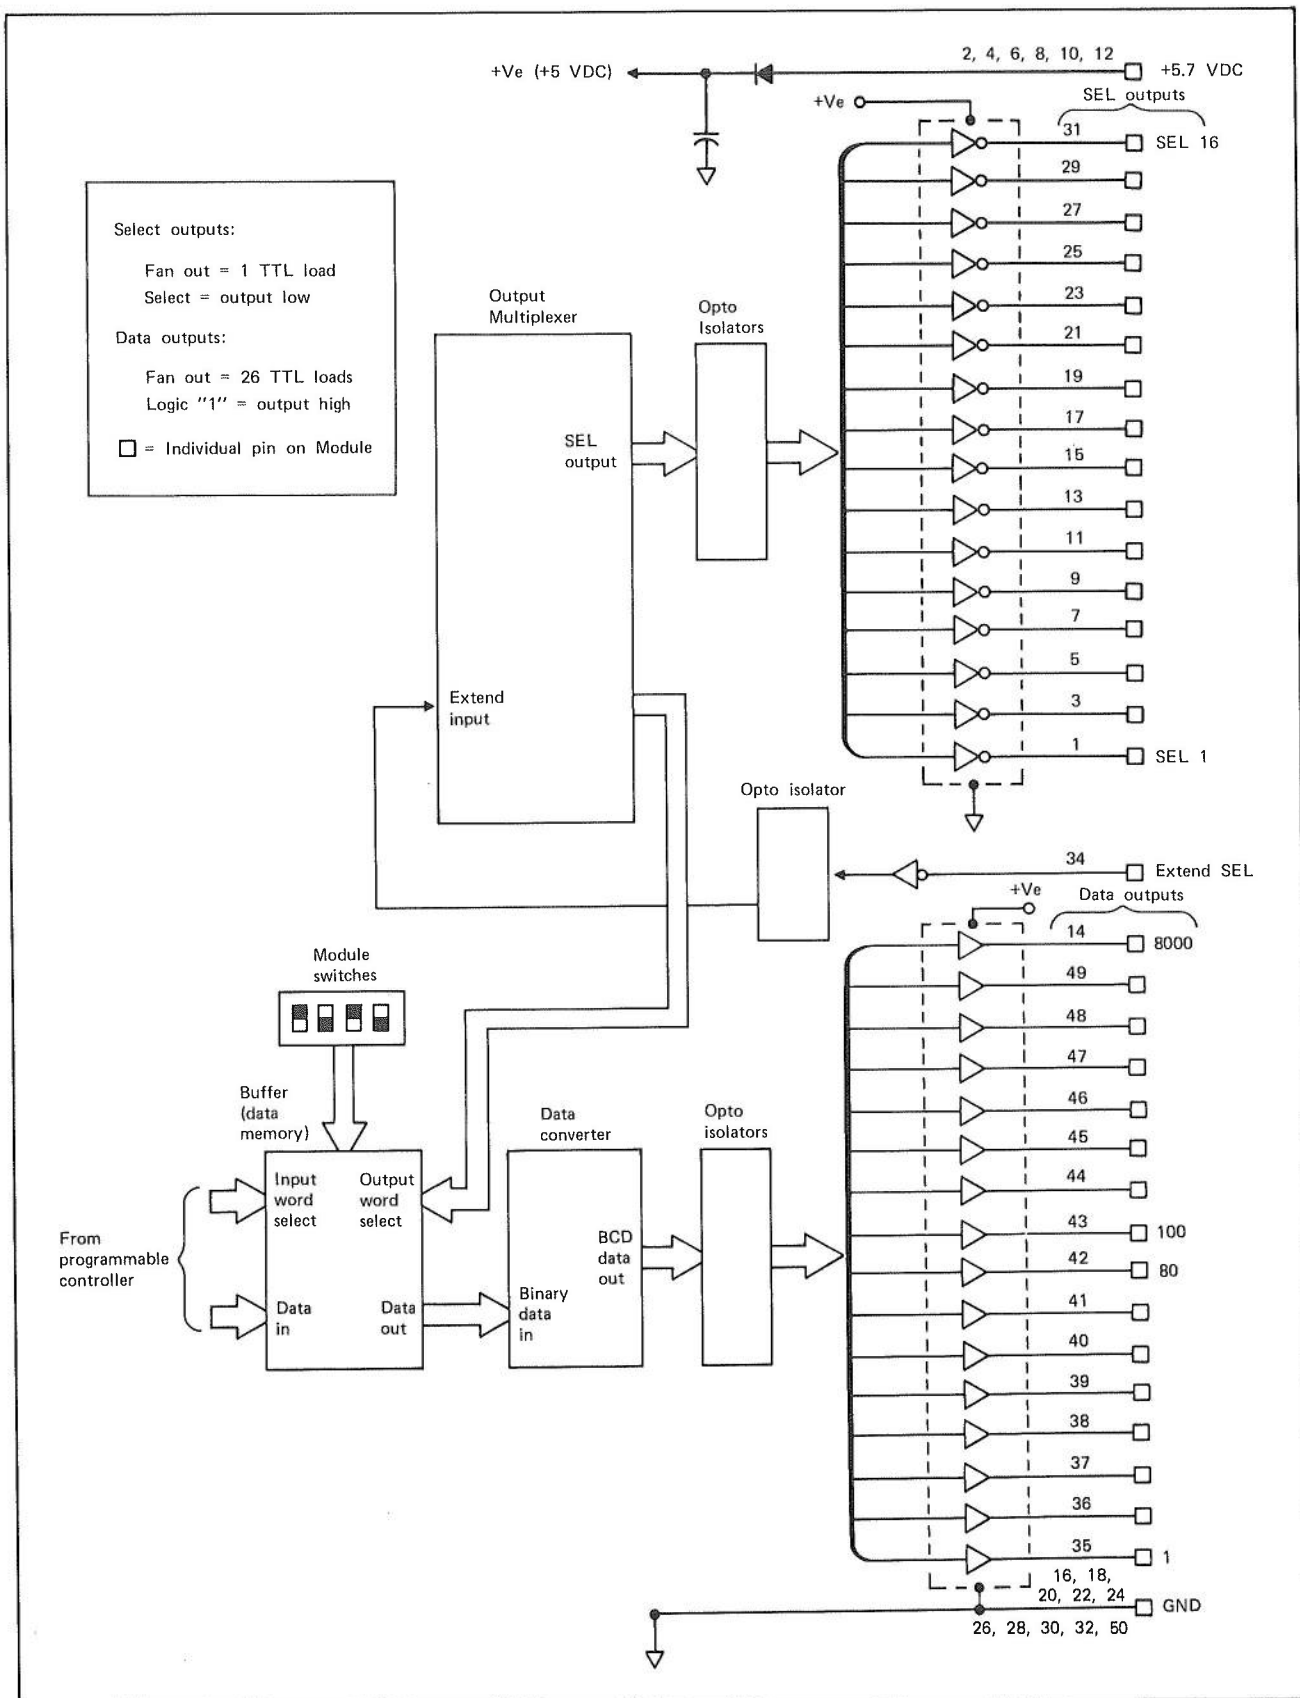 2, 4, 6, 8, 10, 12
+Ve (+5 VDC)
+5.7 VDC
SEL outputs
+Ve
31
SEL 16
29
27
25
23
21
19
17
15
13
11
9
7
5
3
1
SEL 1
Select outputs:
Fan out = 1 TTL load
Select = output low
Data outputs:
Fan out = 26 TTL loads
Logic "1" = output high
= Individual pin on Module
Output
Multiplexer
SEL
output
Extend
input
Opto
Isolators
Opto isolator
34
Extend SEL
+Ve
Data outputs
14
8000
49
48
47
46
45
44
43
100
42
80
41
40
39
38
37
36
35
1
16, 18,
20, 22, 24
GND
26, 28, 30, 32, 50
Module
switches
Buffer
(data
memory)
Input
word
select
Output
word
select
Data
in
Data
out
From
programmable
controller
Data
converter
BCD
data
out
Binary
data
in
Opto
isolators